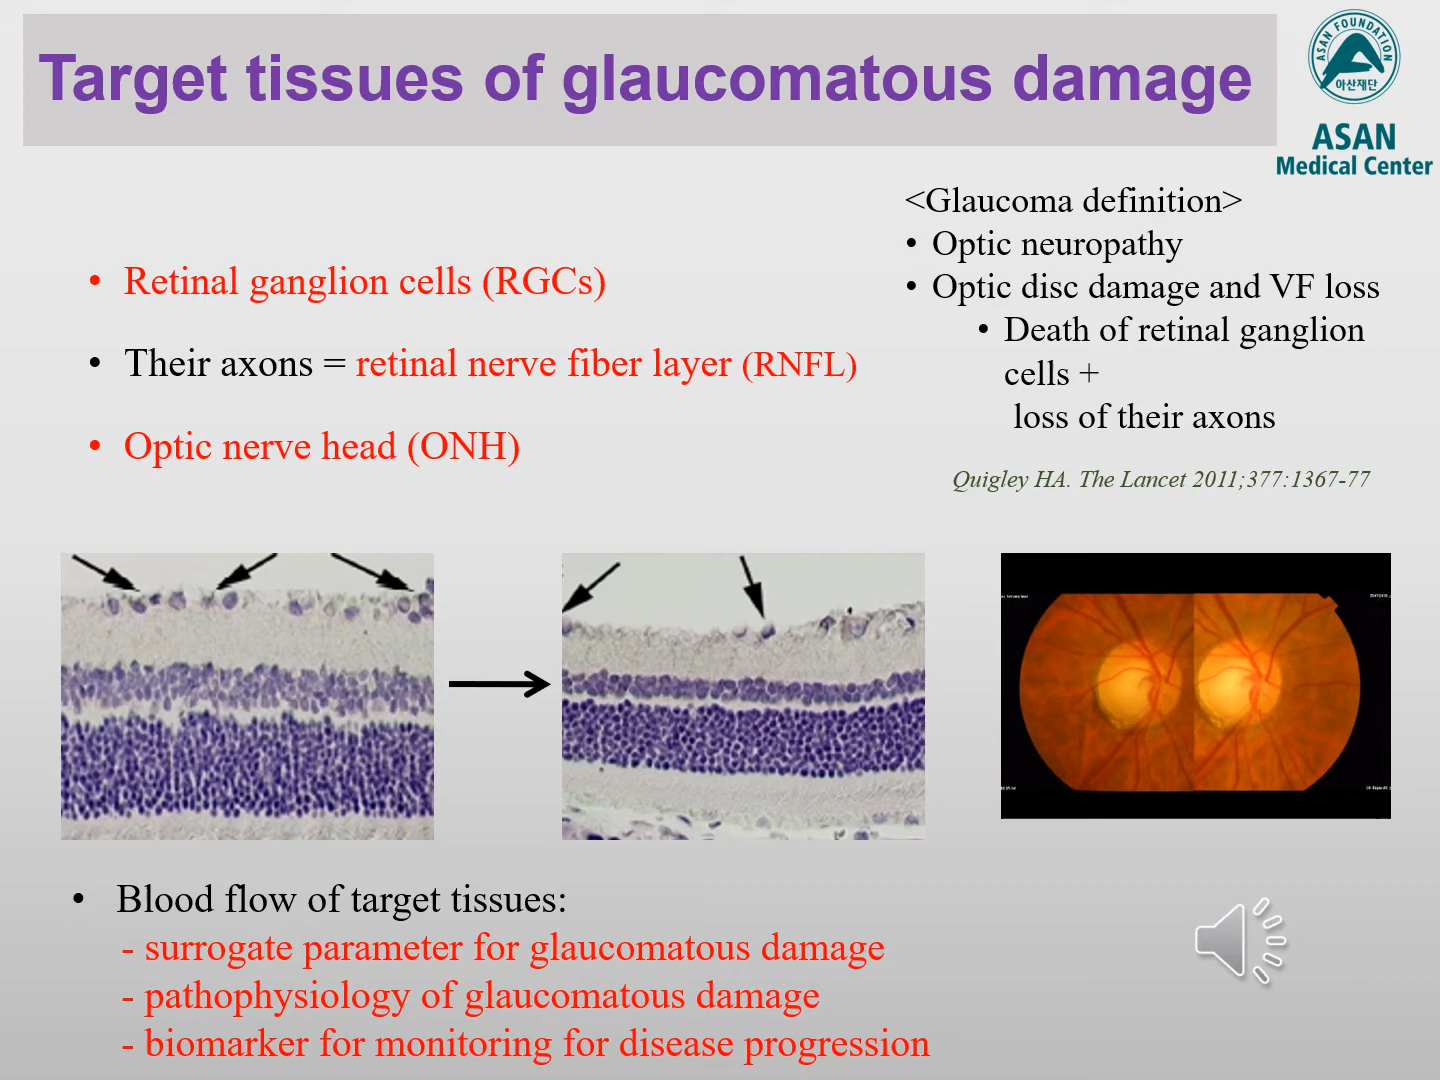 Target tissues of glaucomatous damage
ASAN FOUNDATION
아산재단
ASAN
Medical Center
<Glaucoma definition>
• Optic neuropathy
• Optic disc damage and VF loss
• Death of retinal ganglion
cells +
loss of their axons
Quigley HA. The Lancet 2011;377:1367-77
• Retinal ganglion cells (RGCs)
• Their axons = retinal nerve fiber layer (RNFL)
• Optic nerve head (ONH)
• Blood flow of target tissues:
- surrogate parameter for glaucomatous damage
- pathophysiology of glaucomatous damage
- biomarker for monitoring for disease progression